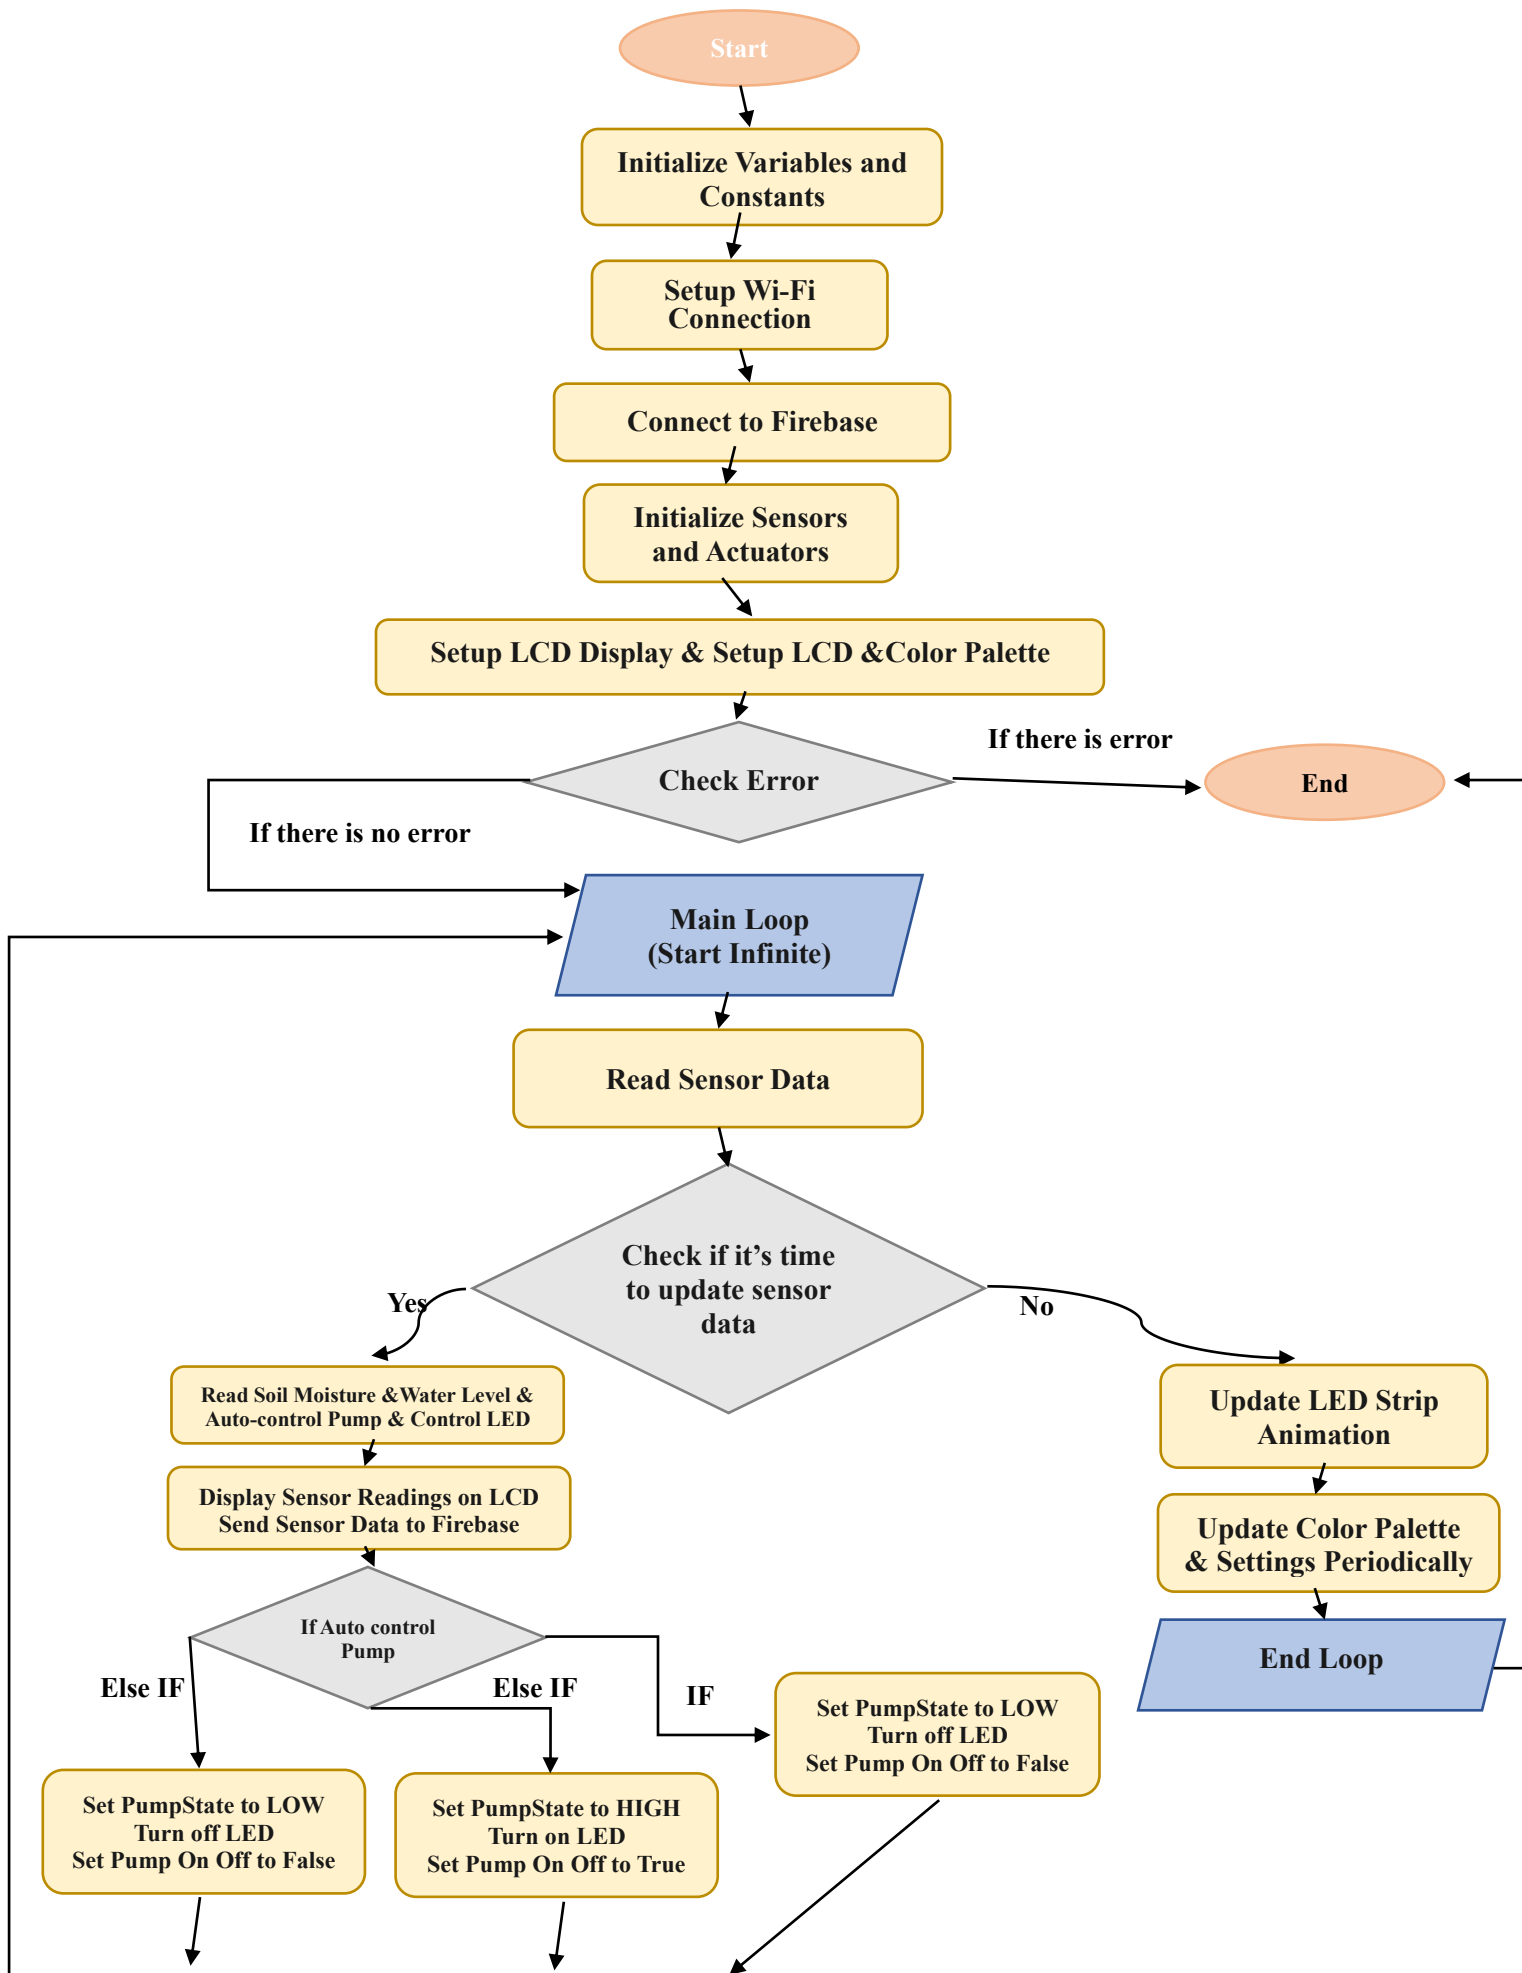 Start
Initialize Variables and
Constants
Setup Wi-Fi
Connection
Connect to Firebase
Initialize Sensors
and Actuators
Setup LCD Display & Setup LCD &Color Palette
Check Error
If there is error
End
If there is no error
Main Loop
(Start Infinite)
Read Sensor Data
Check if it’s time
to update sensor
data
Yes
No
Read Soil Moisture &Water Level &
Auto-control Pump & Control LED
Update LED Strip
Animation
Display Sensor Readings on LCD
Send Sensor Data to Firebase
Update Color Palette
& Settings Periodically
If Auto control
Pump
End Loop
Else IF
Else IF
IF
Set PumpState to LOW
Turn off LED
Set Pump On Off to False
Set PumpState to LOW
Turn off LED
Set Pump On Off to False
Set PumpState to HIGH
Turn on LED
Set Pump On Off to True